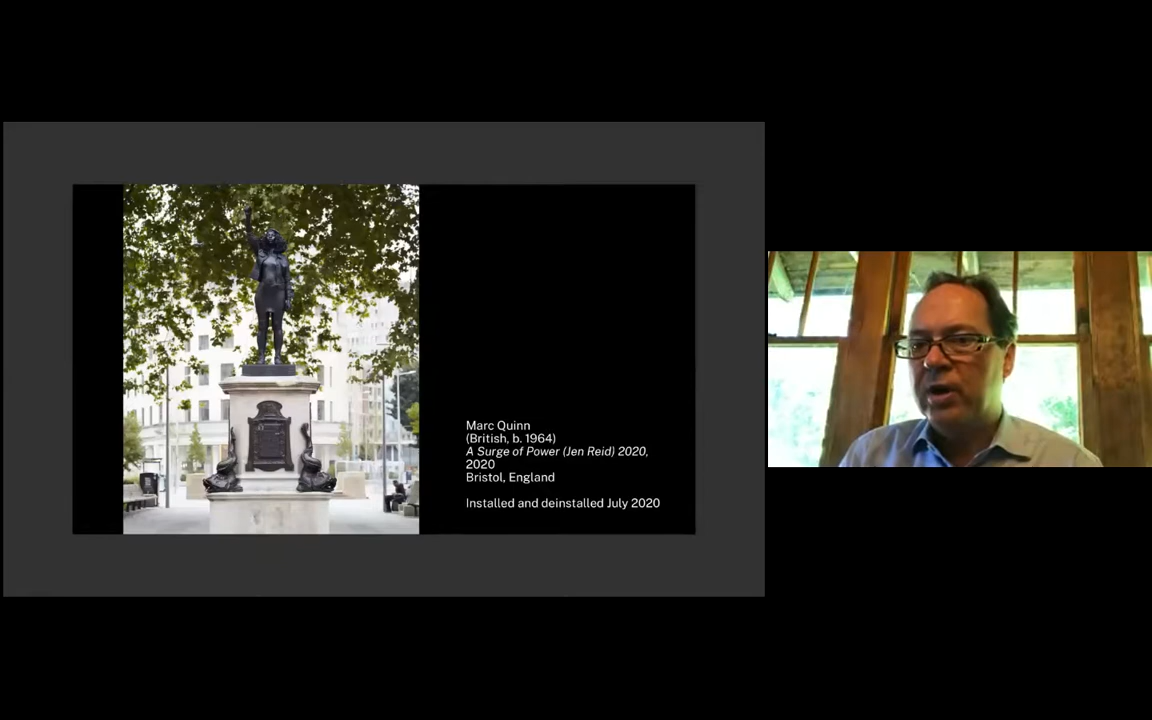 Marc Quinn
(British, b. 1964)
A Surge of Power (Jen Reid) 2020,
2020
Bristol, England
Installed and deinstalled July 2020